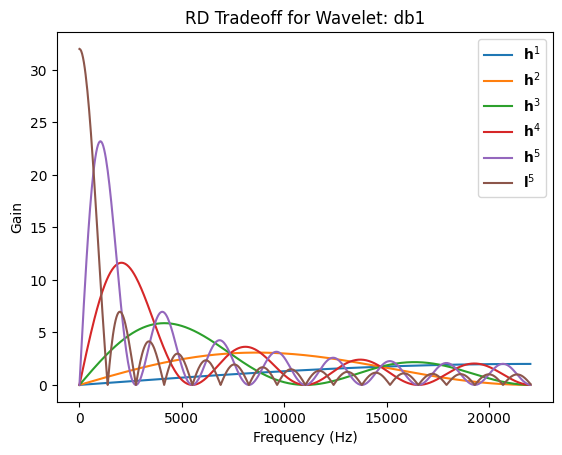 RD Tradeoff for Wavelet: db1
Gain
30
25
20
15
10
5
0
h¹
h²
h³
h⁴
h⁵
l⁵
0 5000 10000 15000 20000
Frequency (Hz)